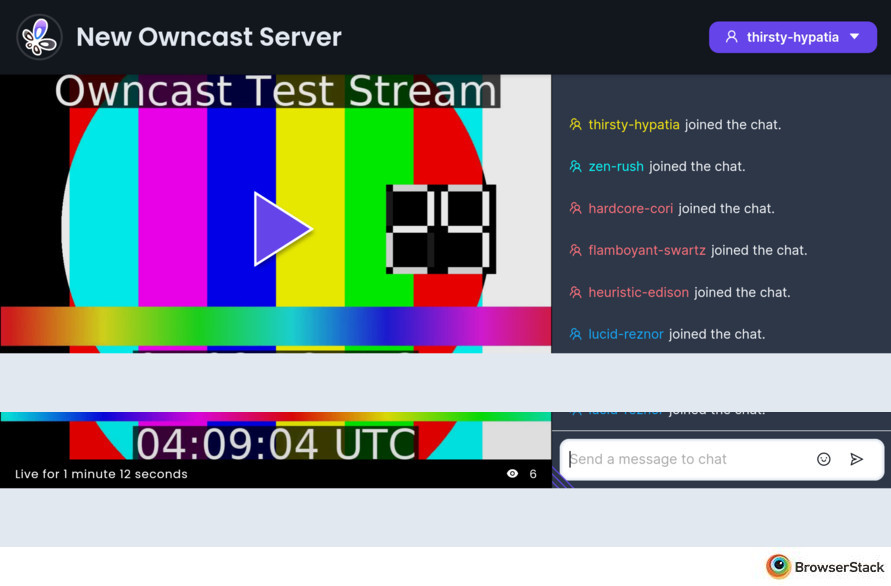 New Owncast Server
thirsty-hypatia
Owncast Test Stream
thirsty-hypatia joined the chat.
zen-rush joined the chat.
hardcore-cori joined the chat.
flamboyant-swartz joined the chat.
heuristic-edison joined the chat.
lucid-reznor joined the chat.
lucid-reznor joined the chat.
04:09:04 UTC
Live for 1 minute 12 seconds
6
Send a message to chat
BrowserStack